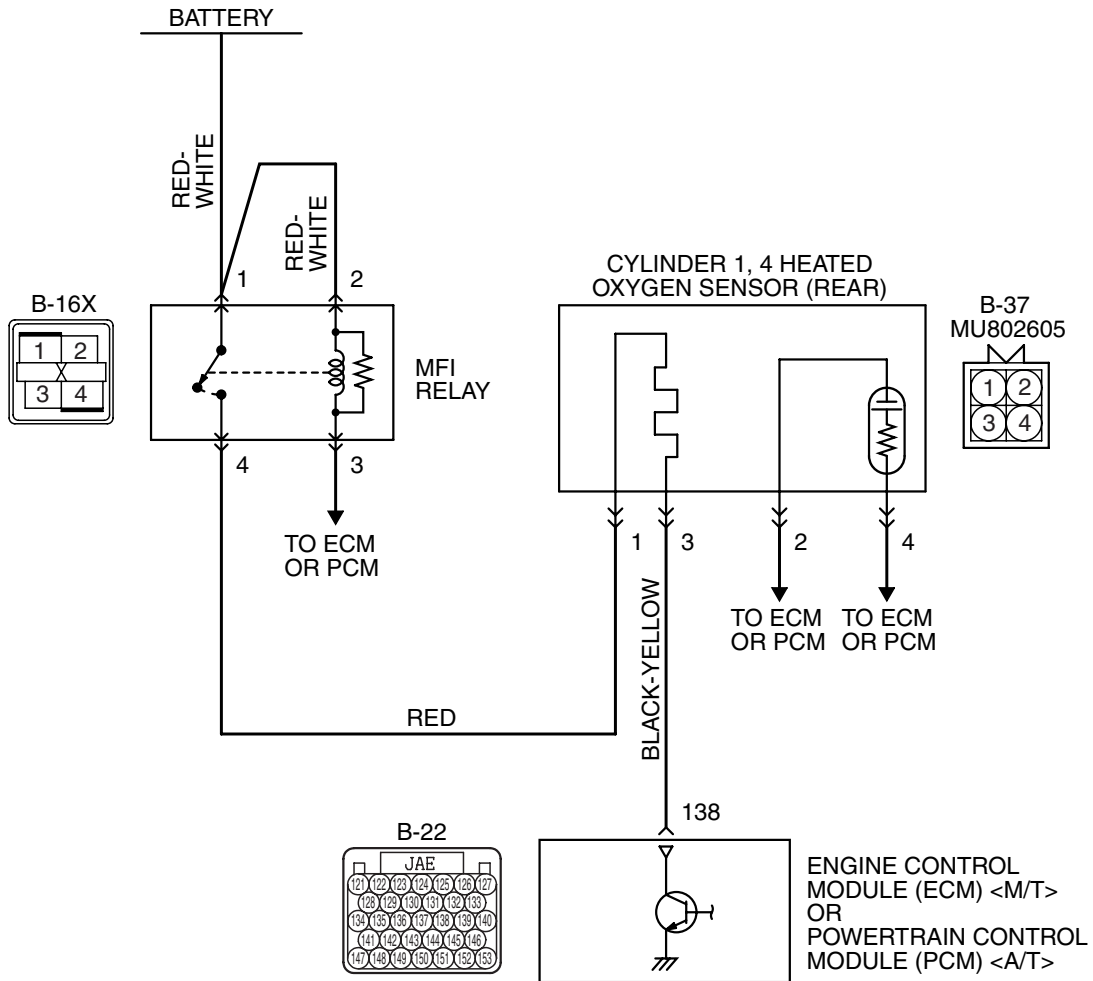 BATTERY
RED-
WHITE
RED-
WHITE
1
2
B-16X
1 2
3 4
MFI
RELAY
4
3
TO ECM
OR PCM
CYLINDER 1, 4 HEATED
OXYGEN SENSOR (REAR)
B-37
MU802605
1 2
3 4
1
3
2
4
TO ECM
OR PCM
TO ECM
OR PCM
BLACK-YELLOW
RED
138
B-22
JAE
121 122 123 124 125 126 127
128 129 130 131 132 133
134 135 136 137 138 139 140
141 142 143 144 145 146
147 148 149 150 151 152 153
ENGINE CONTROL
MODULE (ECM) <M/T>
OR
POWERTRAIN CONTROL
MODULE (PCM) <A/T>